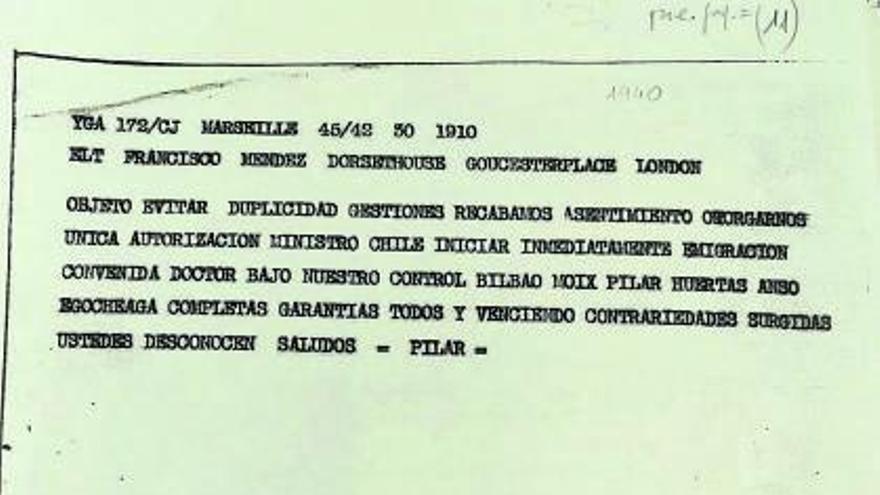 (11)
1940
YGA 172/CJ MARSEILLE 45/42 30 1910
ELT FRANCISCO MENDEZ DORSETHOUSE GOUCESTERPLACE LONDON
OBJETO EVITAR DUPLICIDAD GESTIONES RECABAMOS ASENTIMIENTO OTORGARNOS
UNICA AUTORIZACION MINISTRO CHILE INICIAR INMEDIATAMENTE EMIGRACION
CONVENIDA DOCTOR BAJO NUESTRO CONTROL BILBAO MOIX PILAR HUERTAS ANSO
EGOCHEAGA COMPLETAS GARANTIAS TODOS Y VENCIENDO CONTRARIEDADES SURGIDAS
USTEDES DESCONOCEN SALUDOS = PILAR =